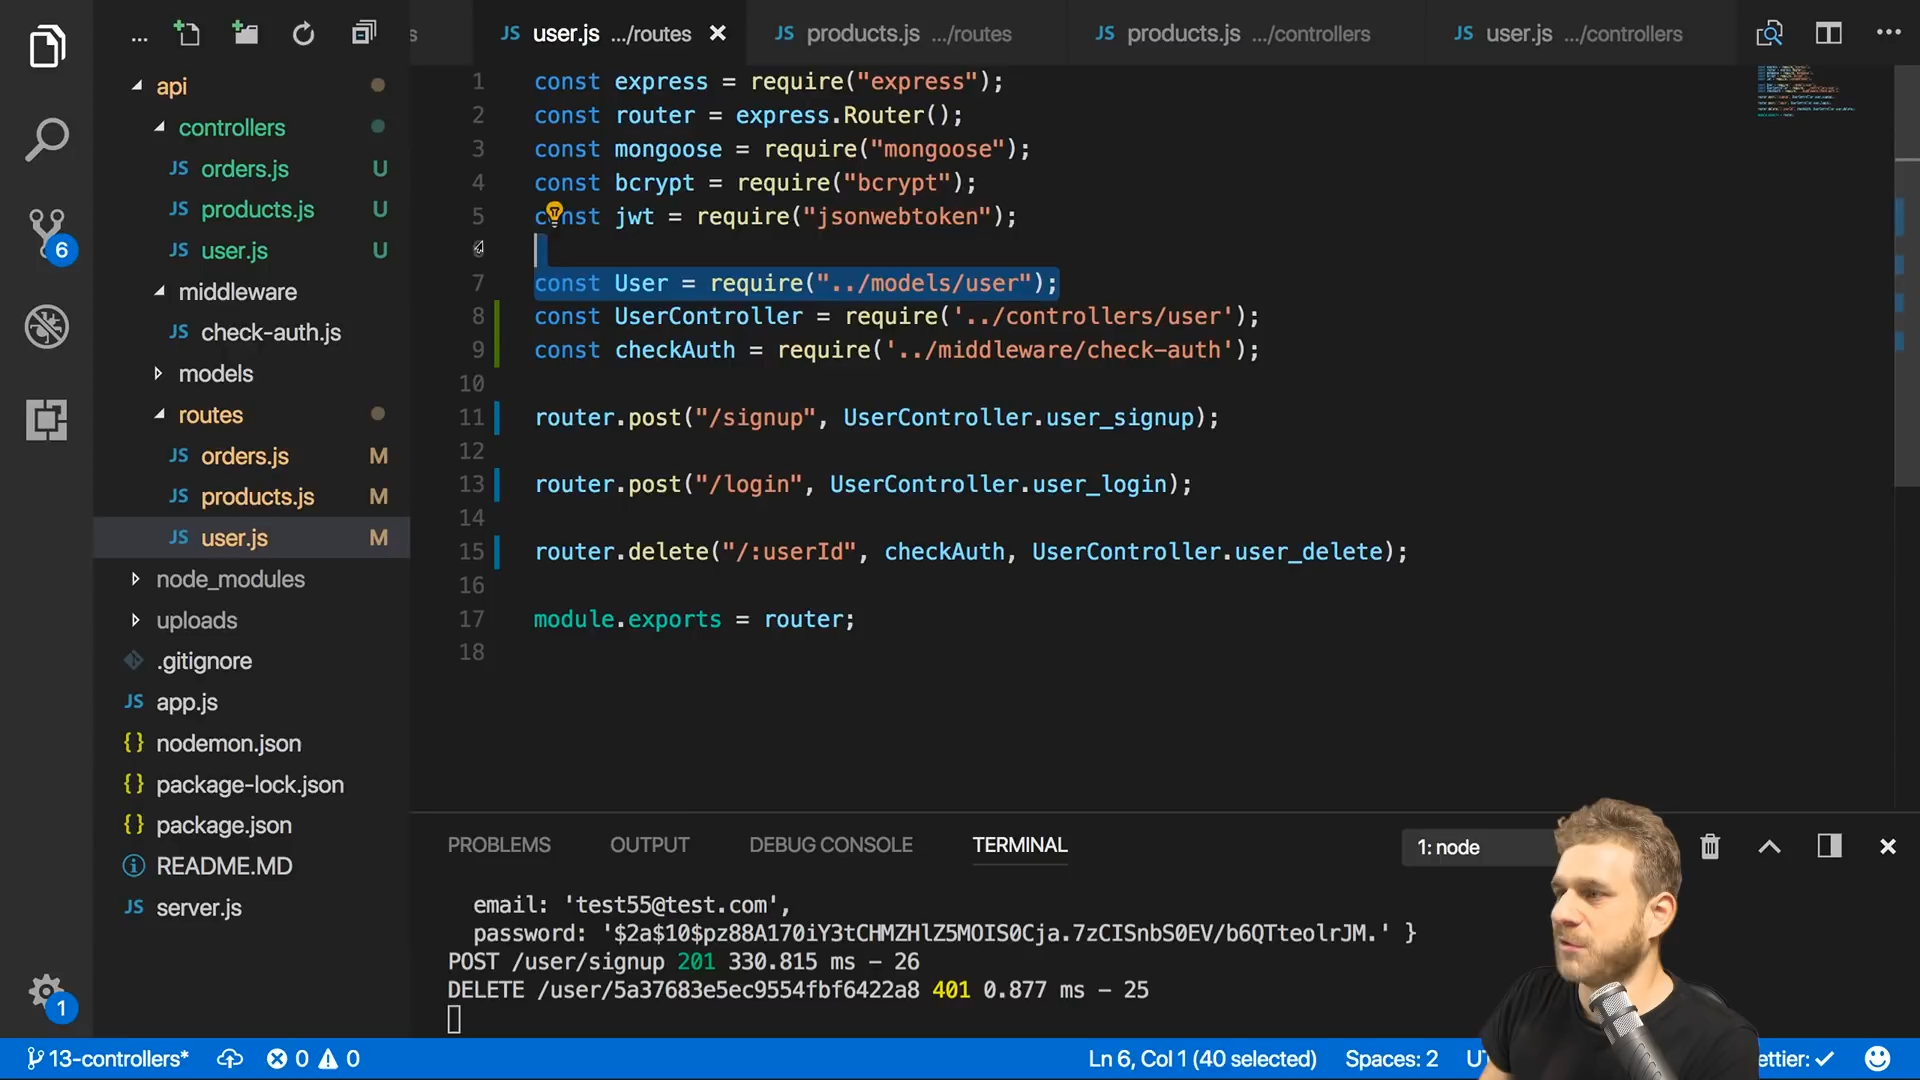 ...
s
JS user.js .../routes
JS products.js .../routes
JS products.js .../controllers
JS user.js .../controllers
api
controllers
JS orders.js U
JS products.js U
JS user.js U
middleware
JS check-auth.js
models
routes
JS orders.js M
JS products.js M
JS user.js M
node_modules
uploads
.gitignore
JS app.js
{} nodemon.json
{} package-lock.json
{} package.json
README.MD
JS server.js
6
1
1 const express = require("express");
2 const router = express.Router();
3 const mongoose = require("mongoose");
4 const bcrypt = require("bcrypt");
5 const jwt = require("jsonwebtoken");
6
7 const User = require("../models/user");
8 const UserController = require('../controllers/user');
9 const checkAuth = require('../middleware/check-auth');
10
11 router.post("/signup", UserController.user_signup);
12
13 router.post("/login", UserController.user_login);
14
15 router.delete("/:userId", checkAuth, UserController.user_delete);
16
17 module.exports = router;
18
PROBLEMS OUTPUT DEBUG CONSOLE TERMINAL
1: node
email: 'test55@test.com',
password: '$2a$10$pz88A170iY3tCHMZHlZ5MOIS0Cja.7zCISnbS0EV/b6QTteolrJM.' }
POST /user/signup 201 330.815 ms - 26
DELETE /user/5a37683e5ec9554fbf6422a8 401 0.877 ms - 25
13-controllers* 0 0 Ln 6, Col 1 (40 selected) Spaces: 2